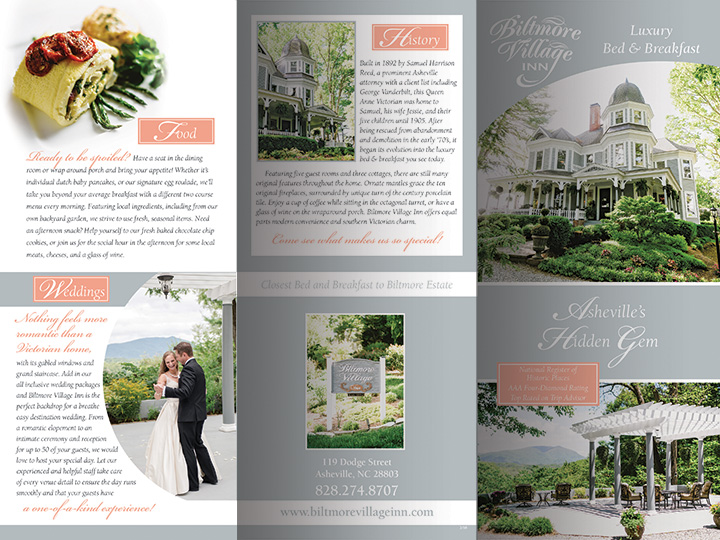 Food
Ready to be spoiled? Have a seat in the dining
room or wrap around porch and bring your appetite! Whether it's
individual dutch baby pancakes, or our signature egg roulade, we'll
take you beyond your average breakfast with a different two course
menu every morning. Featuring local ingredients, including from our
own backyard garden, we strive to use fresh, seasonal items. Need
an afternoon snack? Help yourself to our fresh baked chocolate chip
cookies, or join us for the social hour in the afternoon for some local
meats, cheeses, and a glass of wine.
Weddings
Nothing feels more
romantic than a
Victorian home,
with its gabled windows and
grand staircase. Add in our
all inclusive wedding packages
and Biltmore Village Inn is the
perfect backdrop for a breathe
easy destination wedding. From
a romantic elopement to an
intimate ceremony and reception
for up to 50 of your guests, we would
love to host your special day. Let our
experienced and helpful staff take care
of every venue detail to ensure the day runs
smoothly and that your guests have
a one-of-a-kind experience!
History
Built in 1892 by Samuel Harrison
Reed, a prominent Asheville
attorney with a client list including
George Vanderbilt, this Queen
Anne Victorian was home to
Samuel, his wife Jessie, and their
five children until 1905. After
being rescued from abandonment
and demolition in the early '70's, it
began its evolution into the luxury
bed & breakfast you see today.
Featuring five guest rooms and three cottages, there are still many
original features throughout the home. Ornate mantles grace the ten
original fireplaces, surrounded by unique turn of the century porcelain
tile. Enjoy a cup of coffee while sitting in the octagonal turret, or have a
glass of wine on the wraparound porch. Biltmore Village Inn offers equal
parts modern convenience and southern Victorian charm.
Come see what makes us so special!
Closest Bed and Breakfast to Biltmore Estate
Biltmore
Village
119 Dodge Street
Asheville, NC 28803
828.274.8707
www.biltmorevillageinn.com
Biltmore
Village
INN
Luxury
Bed & Breakfast
Asheville's
Hidden Gem
National Register of
Historic Places
AAA Four-Diamond Rating
Top Rated on Trip Advisor